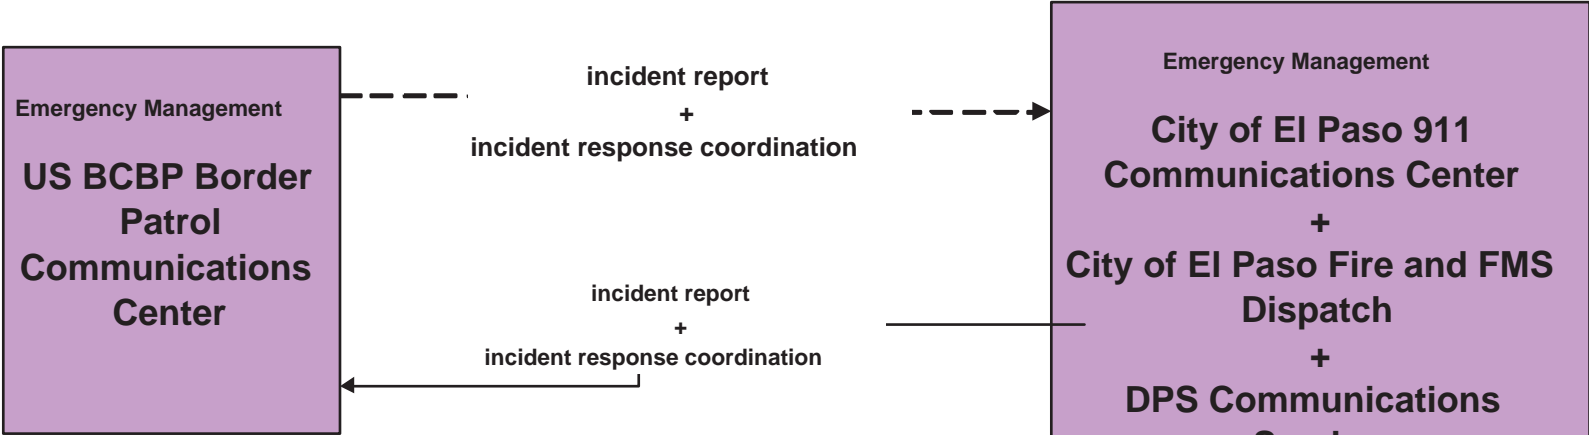 Emergency Management
US BCBP Border
Patrol
Communications
Center
incident report
+
incident response coordination
incident report
+
incident response coordination
Emergency Management
City of El Paso 911
Communications Center
+
City of El Paso Fire and FMS
Dispatch
+
DPS Communications